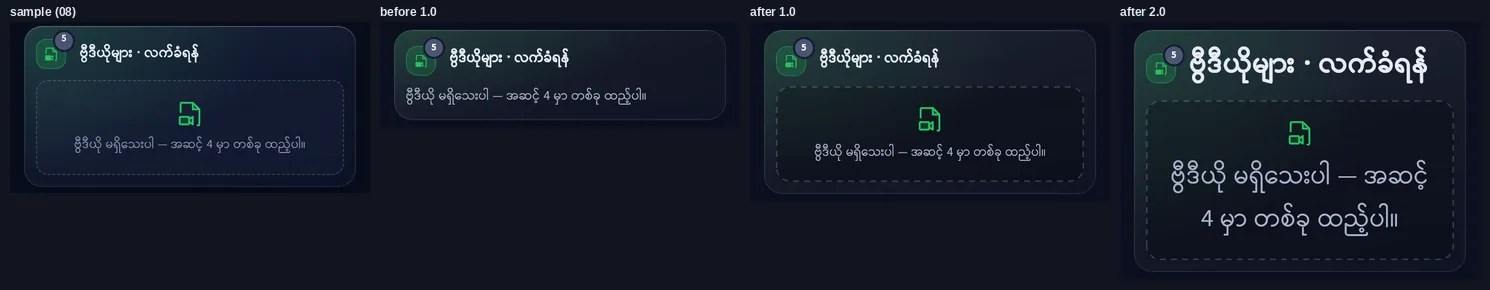 sample (08)
before 1.0
after 1.0
after 2.0
5
ဗွီဒီယိုများ · လက်ခံရန်
ဗွီဒီယို မရှိသေးပါ — အဆင့် 4 မှာ တစ်ခု ထည့်ပါ။
5
ဗွီဒီယိုများ · လက်ခံရန်
ဗွီဒီယို မရှိသေးပါ — အဆင့် 4 မှာ တစ်ခု ထည့်ပါ။
5
ဗွီဒီယိုများ · လက်ခံရန်
ဗွီဒီယို မရှိသေးပါ — အဆင့် 4 မှာ တစ်ခု ထည့်ပါ။
5
ဗွီဒီယိုများ · လက်ခံရန်
ဗွီဒီယို မရှိသေးပါ — အဆင့်
4 မှာ တစ်ခု ထည့်ပါ။